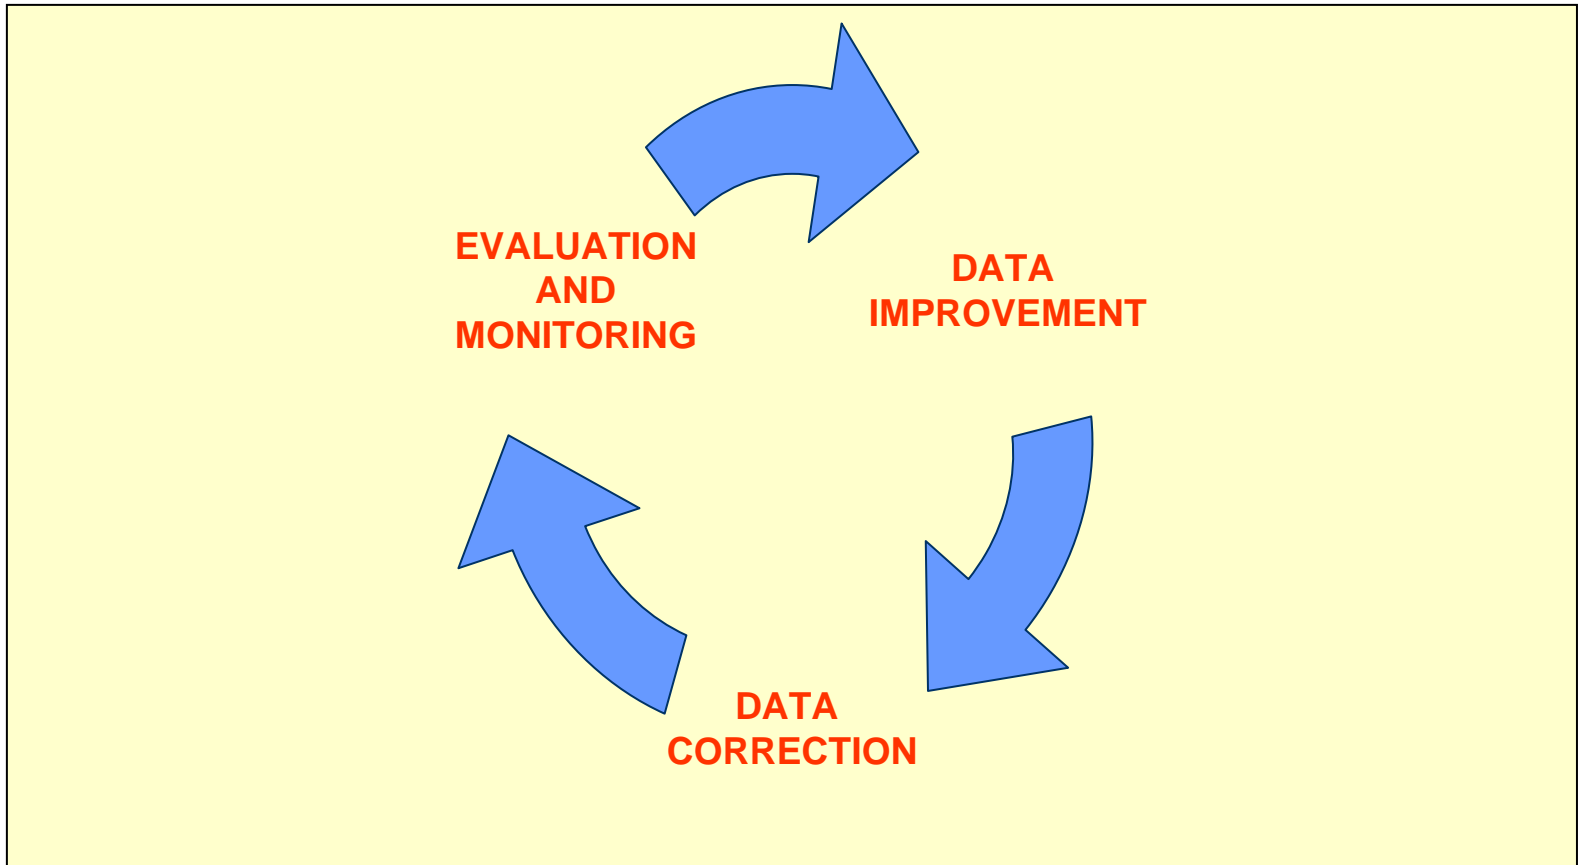 EVALUATION
AND
MONITORING
DATA
IMPROVEMENT
DATA
CORRECTION